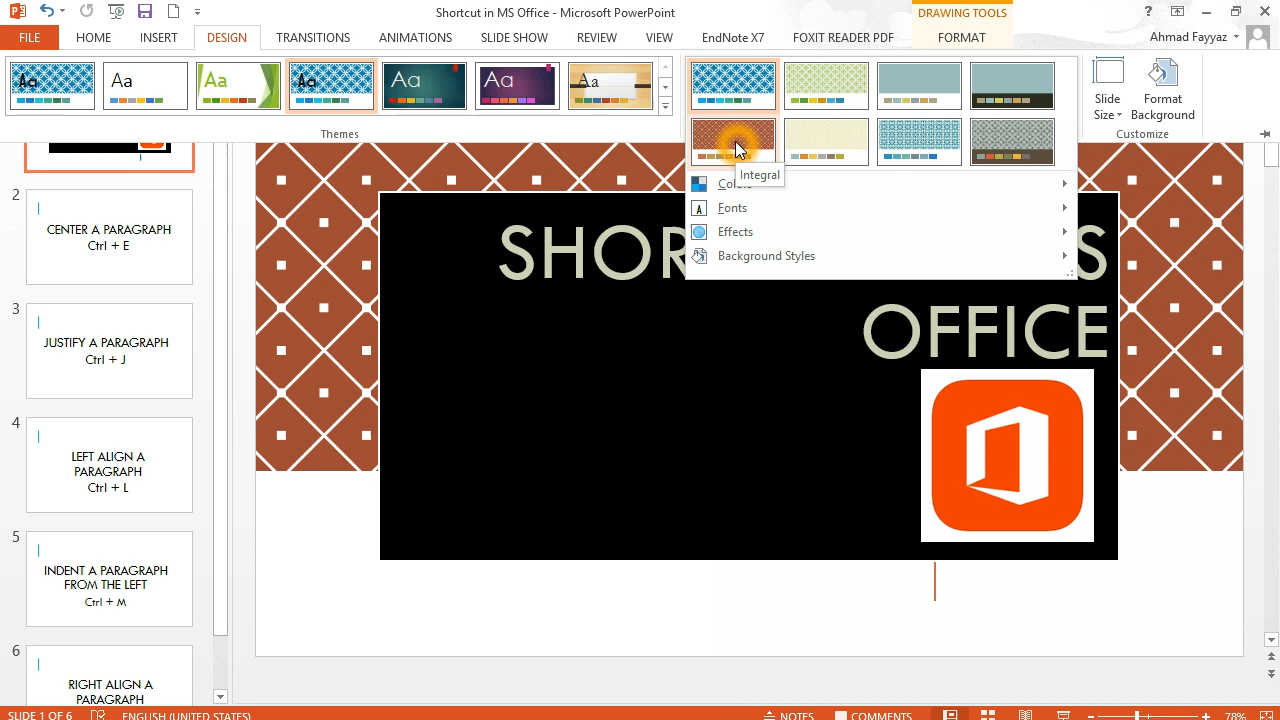 Shortcut in MS Office - Microsoft PowerPoint
DRAWING TOOLS
?
FILE
HOME
INSERT
DESIGN
TRANSITIONS
ANIMATIONS
SLIDE SHOW
REVIEW
VIEW
EndNote X7
FOXIT READER PDF
FORMAT
Ahmad Fayyaz
Aa
Aa
Aa
Aa
Aa
Aa
Aa
Slide
Size
Format
Background
Themes
Customize
Integral
Colors
Fonts
Effects
Background Styles
2
CENTER A PARAGRAPH
Ctrl + E
3
JUSTIFY A PARAGRAPH
Ctrl + J
4
LEFT ALIGN A
PARAGRAPH
Ctrl + L
5
INDENT A PARAGRAPH
FROM THE LEFT
Ctrl + M
6
RIGHT ALIGN A
PARAGRAPH
SHOR S
OFFICE
SLIDE 1 OF 6
ENGLISH (UNITED STATES)
NOTES
COMMENTS
78%